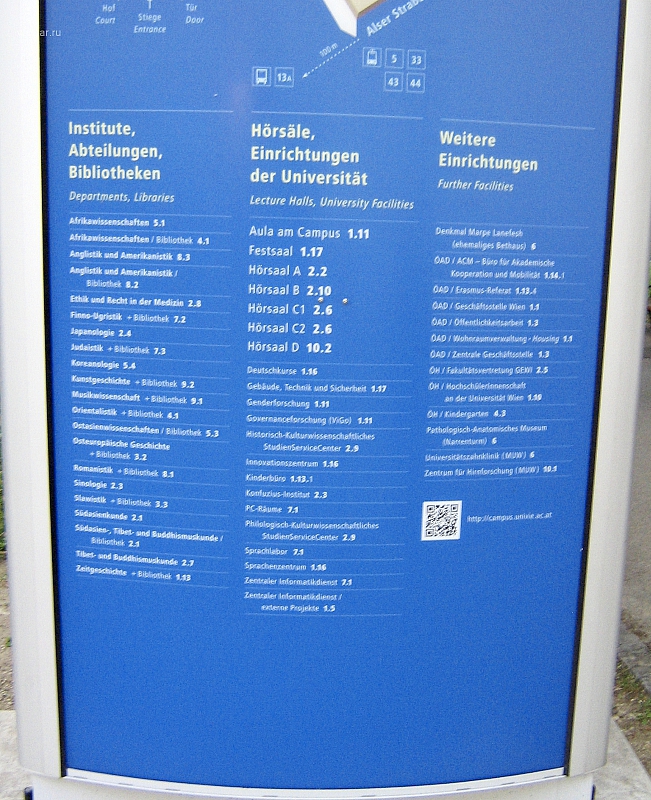 Hof
Court
Stiege
Entrance
Tür
Door
Alser Straße
100 m
13A
5 33
43 44
Institute,
Abteilungen,
Bibliotheken
Departments, Libraries
Afrikawissenschaften 5.1
Afrikawissenschaften / Bibliothek 4.1
Anglistik und Amerikanistik 8.3
Anglistik und Amerikanistik /
Bibliothek 8.2
Ethik und Recht in der Medizin 2.8
Finno-Ugristik + Bibliothek 7.2
Japanologie 2.4
Judaistik + Bibliothek 7.3
Koreanologie 5.4
Kunstgeschichte + Bibliothek 9.2
Musikwissenschaft + Bibliothek 9.1
Orientalistik + Bibliothek 4.1
Ostasienwissenschaften / Bibliothek 5.3
Osteuropäische Geschichte
+ Bibliothek 3.2
Romanistik + Bibliothek 8.1
Sinologie 2.3
Slawistik + Bibliothek 3.3
Südasienkunde 2.1
Südasien-, Tibet- und Buddhismuskunde /
Bibliothek 2.1
Tibet- und Buddhismuskunde 2.7
Zeitgeschichte + Bibliothek 1.13
Hörsäle,
Einrichtungen
der Universität
Lecture Halls, University Facilities
Aula am Campus 1.11
Festsaal 1.17
Hörsaal A 2.2
Hörsaal B 2.10
Hörsaal C1 2.6
Hörsaal C2 2.6
Hörsaal D 10.2
Deutschkurse 1.16
Gebäude, Technik und Sicherheit 1.17
Genderforschung 1.11
Governanceforschung (ViGo) 1.11
Historisch-Kulturwissenschaftliches
StudienServiceCenter 2.9
Innovationszentrum 1.16
Kinderbüro 1.13.1
Konfuzius-Institut 2.3
PC-Räume 7.1
Philologisch-Kulturwissenschaftliches
StudienServiceCenter 2.9
Sprachlabor 7.1
Sprachenzentrum 1.16
Zentraler Informatikdienst 7.1
Zentraler Informatikdienst /
externe Projekte 1.5
Weitere
Einrichtungen
Further Facilities
Denkmal Marpe Lanefesh
(ehemaliges Bethaus) 6
ÖAD / ACM – Büro für Akademische
Kooperation und Mobilität 1.14.1
ÖAD / Erasmus-Referat 1.13.4
ÖAD / Geschäftsstelle Wien 1.1
ÖAD / Öffentlichkeitsarbeit 1.3
ÖAD / Wohnraumverwaltung - Housing 1.1
ÖAD / Zentrale Geschäftsstelle 1.3
ÖH / Fakultätsvertretung GEWI 2.5
ÖH / HochschülerInnenschaft
an der Universität Wien 1.10
ÖH / Kindergarten 4.3
Pathologisch-Anatomisches Museum
(Narrenturm) 6
Universitätszahnklinik (MUW) 6
Zentrum für Hirnforschung (MUW) 10.1
http://campus.univie.ac.at